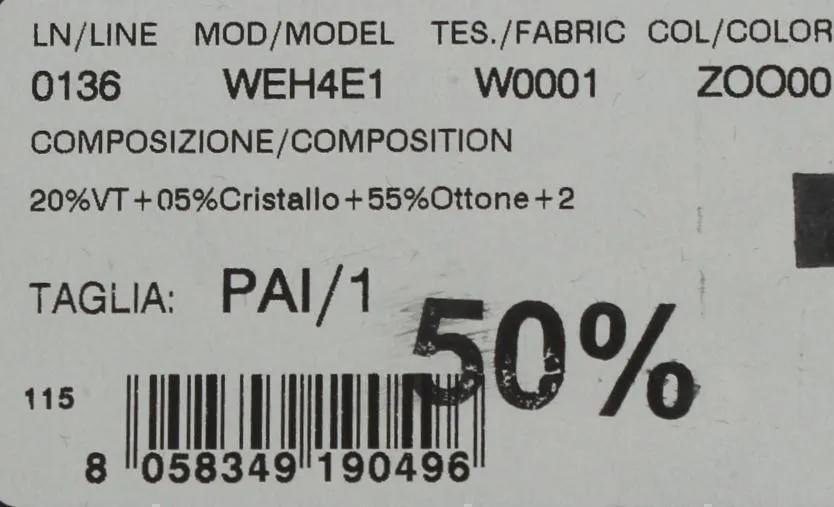 LN/LINE MOD/MODEL TES./FABRIC COL/COLOR
0136 WEH4E1 W0001 ZOO00
COMPOSIZIONE/COMPOSITION
20%VT+05%Cristallo+55%Ottone+2
TAGLIA: PAI/1
50%
115
8 058349 190496